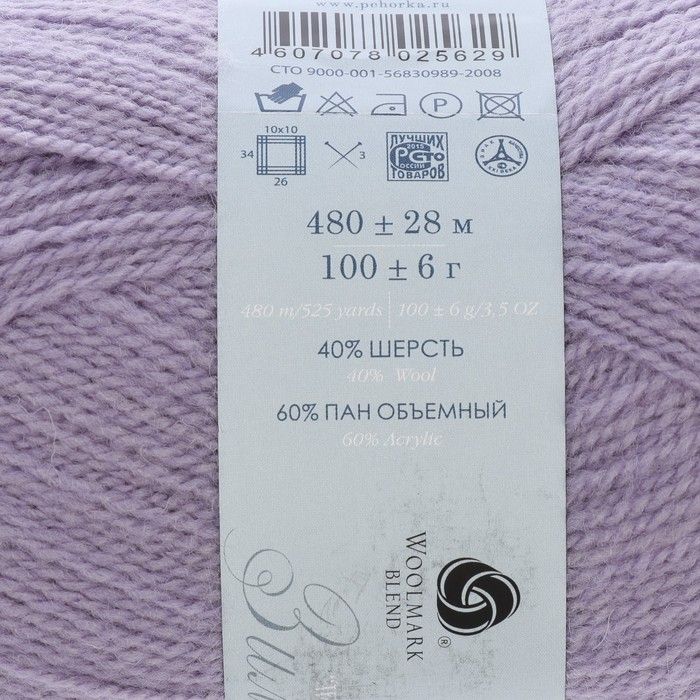 www.pehorka.ru
4 607078 025629
СТО 9000-001-56830989-2008
P
10x10
34
26
3
ЛУЧШИХ
2015
РОССИИ
ТОВАРОВ
480 ± 28 м
100 ± 6 г
480 m/525 yards | 100 ± 6 g/3,5 OZ
40% ШЕРСТЬ
40% Wool
60% ПАН ОБЪЕМНЫЙ
60% Acrylic
WOOLMARK
BLEND
®